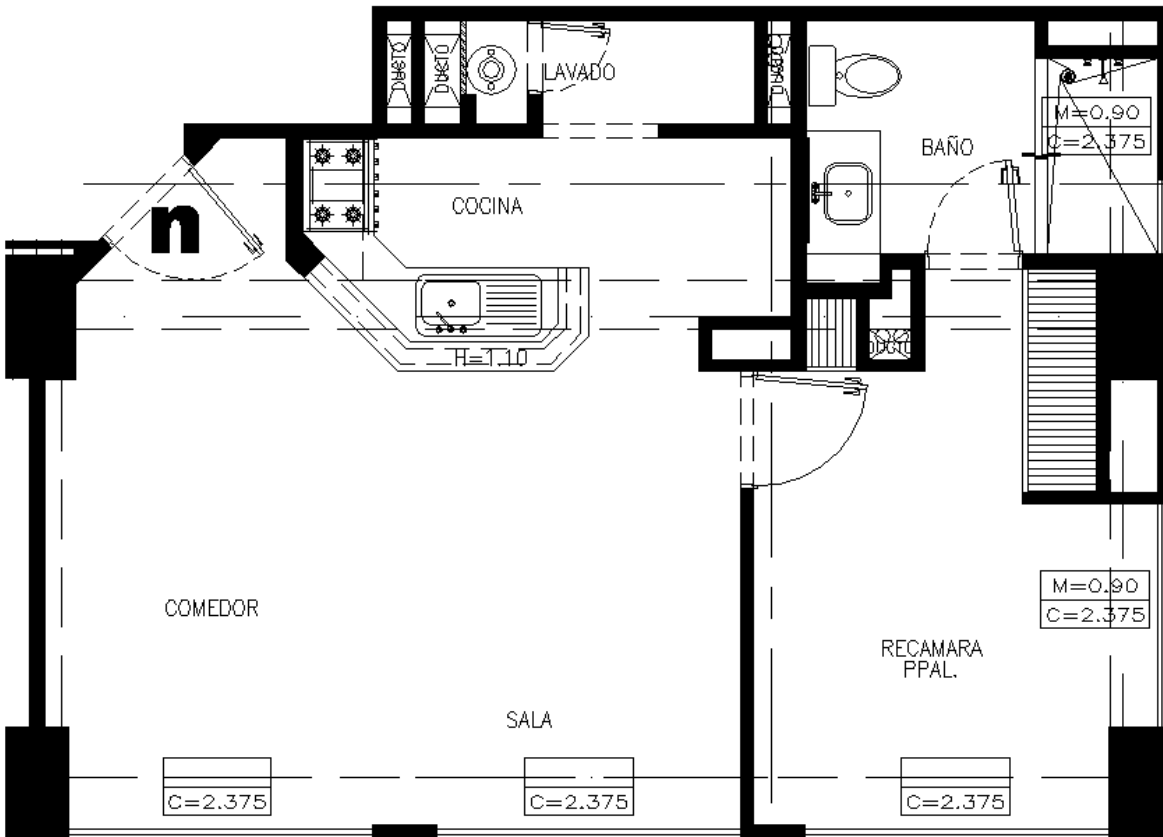 DUCTO
DUCTO
LAVADO
DUCTO
M=0.90
C=2.375
BAÑO
COCINA
n
DUCTO
H=1.10
M=0.90
C=2.375
COMEDOR
RECAMARA
PPAL.
SALA
C=2.375
C=2.375
C=2.375